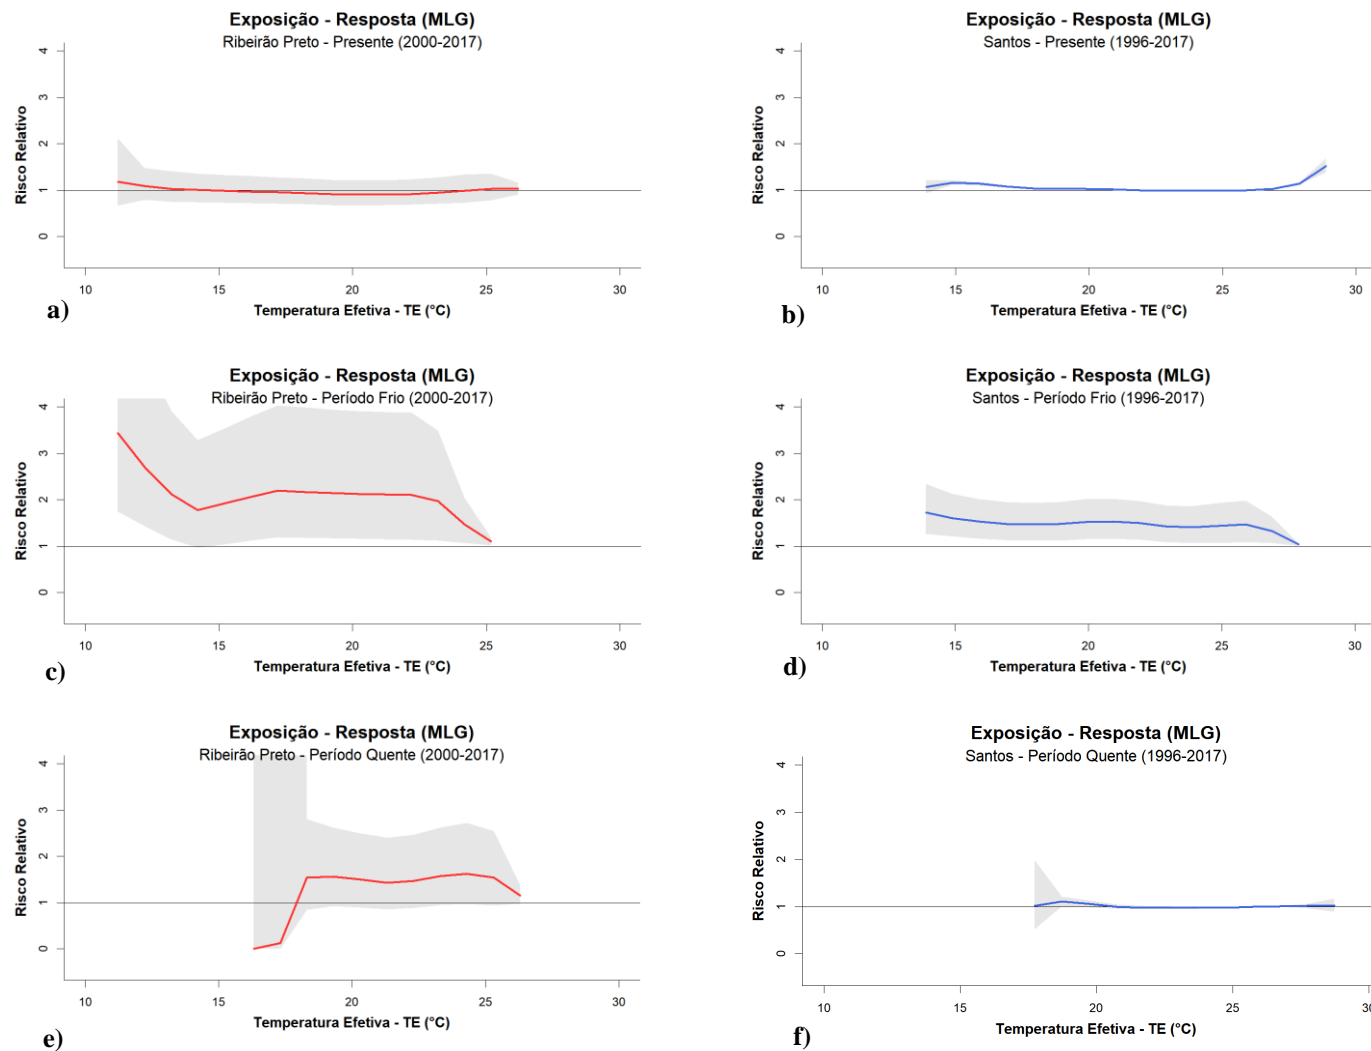 Exposição - Resposta (MLG)
Ribeirão Preto - Presente (2000-2017)
Risco Relativo
4
3
2
1
0
10 15 20 25 30
Temperatura Efetiva - TE (°C)
a)
Exposição - Resposta (MLG)
Santos - Presente (1996-2017)
Risco Relativo
4
3
2
1
0
10 15 20 25 30
Temperatura Efetiva - TE (°C)
b)
Exposição - Resposta (MLG)
Ribeirão Preto - Período Frio (2000-2017)
Risco Relativo
4
3
2
1
0
10 15 20 25 30
Temperatura Efetiva - TE (°C)
c)
Exposição - Resposta (MLG)
Santos - Período Frio (1996-2017)
Risco Relativo
4
3
2
1
0
10 15 20 25 30
Temperatura Efetiva - TE (°C)
d)
Exposição - Resposta (MLG)
Ribeirão Preto - Período Quente (2000-2017)
Risco Relativo
4
3
2
1
0
10 15 20 25 30
Temperatura Efetiva - TE (°C)
e)
Exposição - Resposta (MLG)
Santos - Período Quente (1996-2017)
Risco Relativo
4
3
2
1
0
10 15 20 25 30
Temperatura Efetiva - TE (°C)
f)